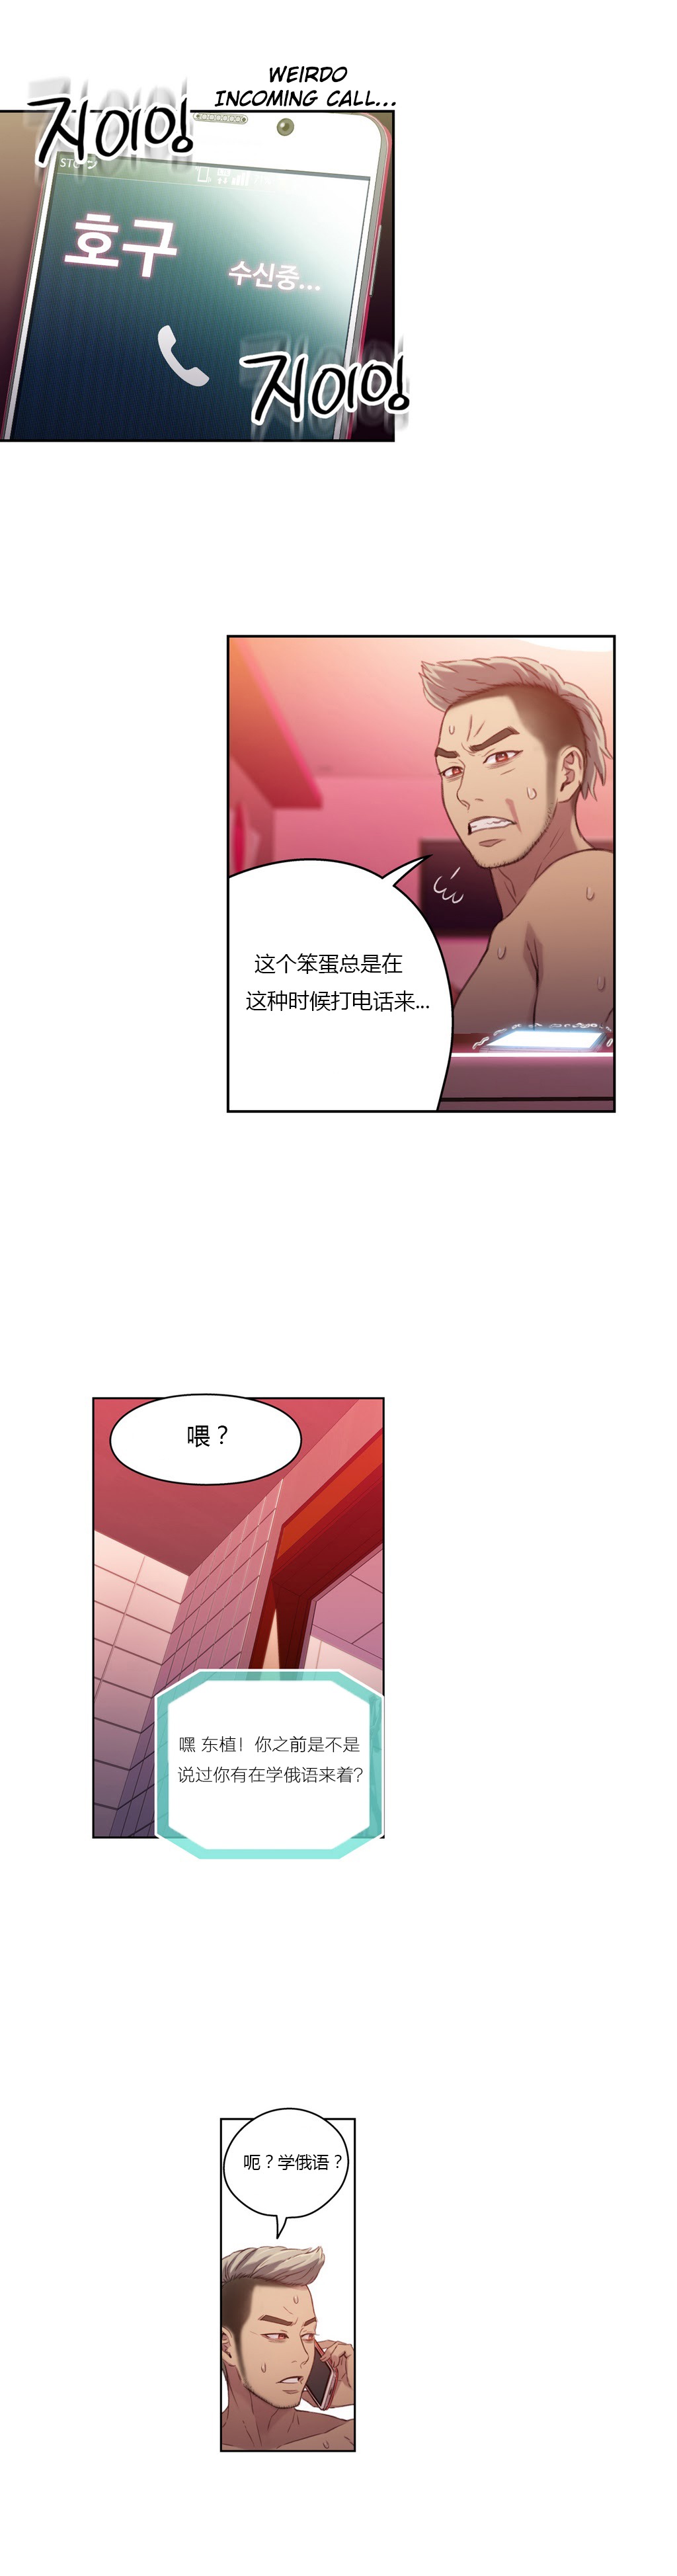 WEIRDO
INCOMING CALL...
지이잉
호구
수신중...
지이잉
这个笨蛋总是在
这种时候打电话来...
喂？
嘿 东植！你之前是不是
说过你有在学俄语来着？
呃？学俄语？